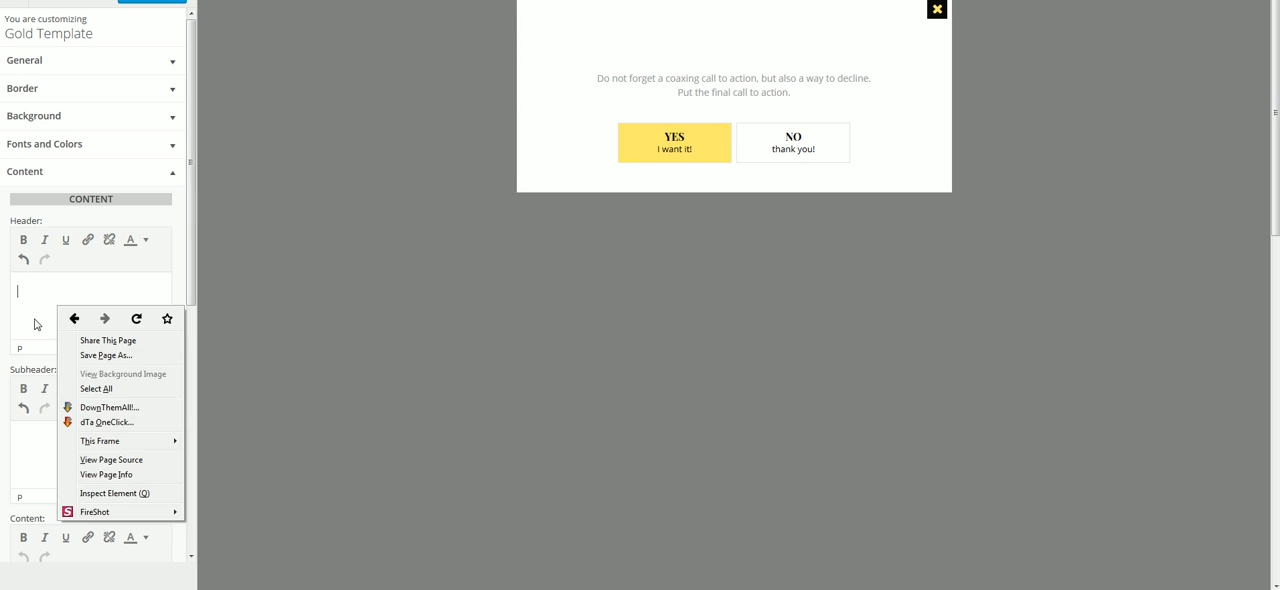 You are customizing
Gold Template
General
Border
Background
Fonts and Colors
Content
CONTENT
Header:
B I U A
P
Subheader:
B I
P
Content:
B I U A
Share This Page
Save Page As...
View Background Image
Select All
DownThemAll!...
dTa OneClick...
This Frame
View Page Source
View Page Info
Inspect Element (Q)
S FireShot
Do not forget a coaxing call to action, but also a way to decline.
Put the final call to action.
YES
I want it!
NO
thank you!